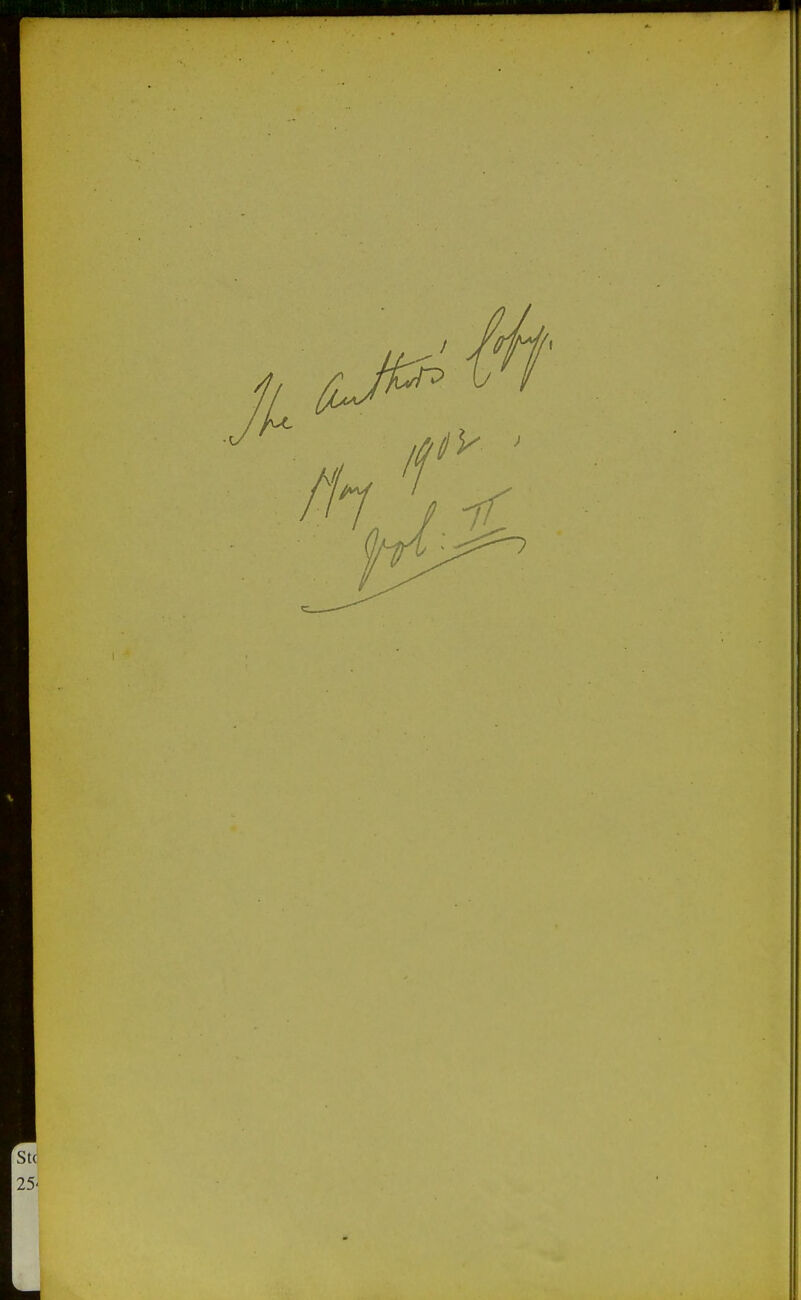 The Author's Copy.
May 1902,
Vol: II
St
25